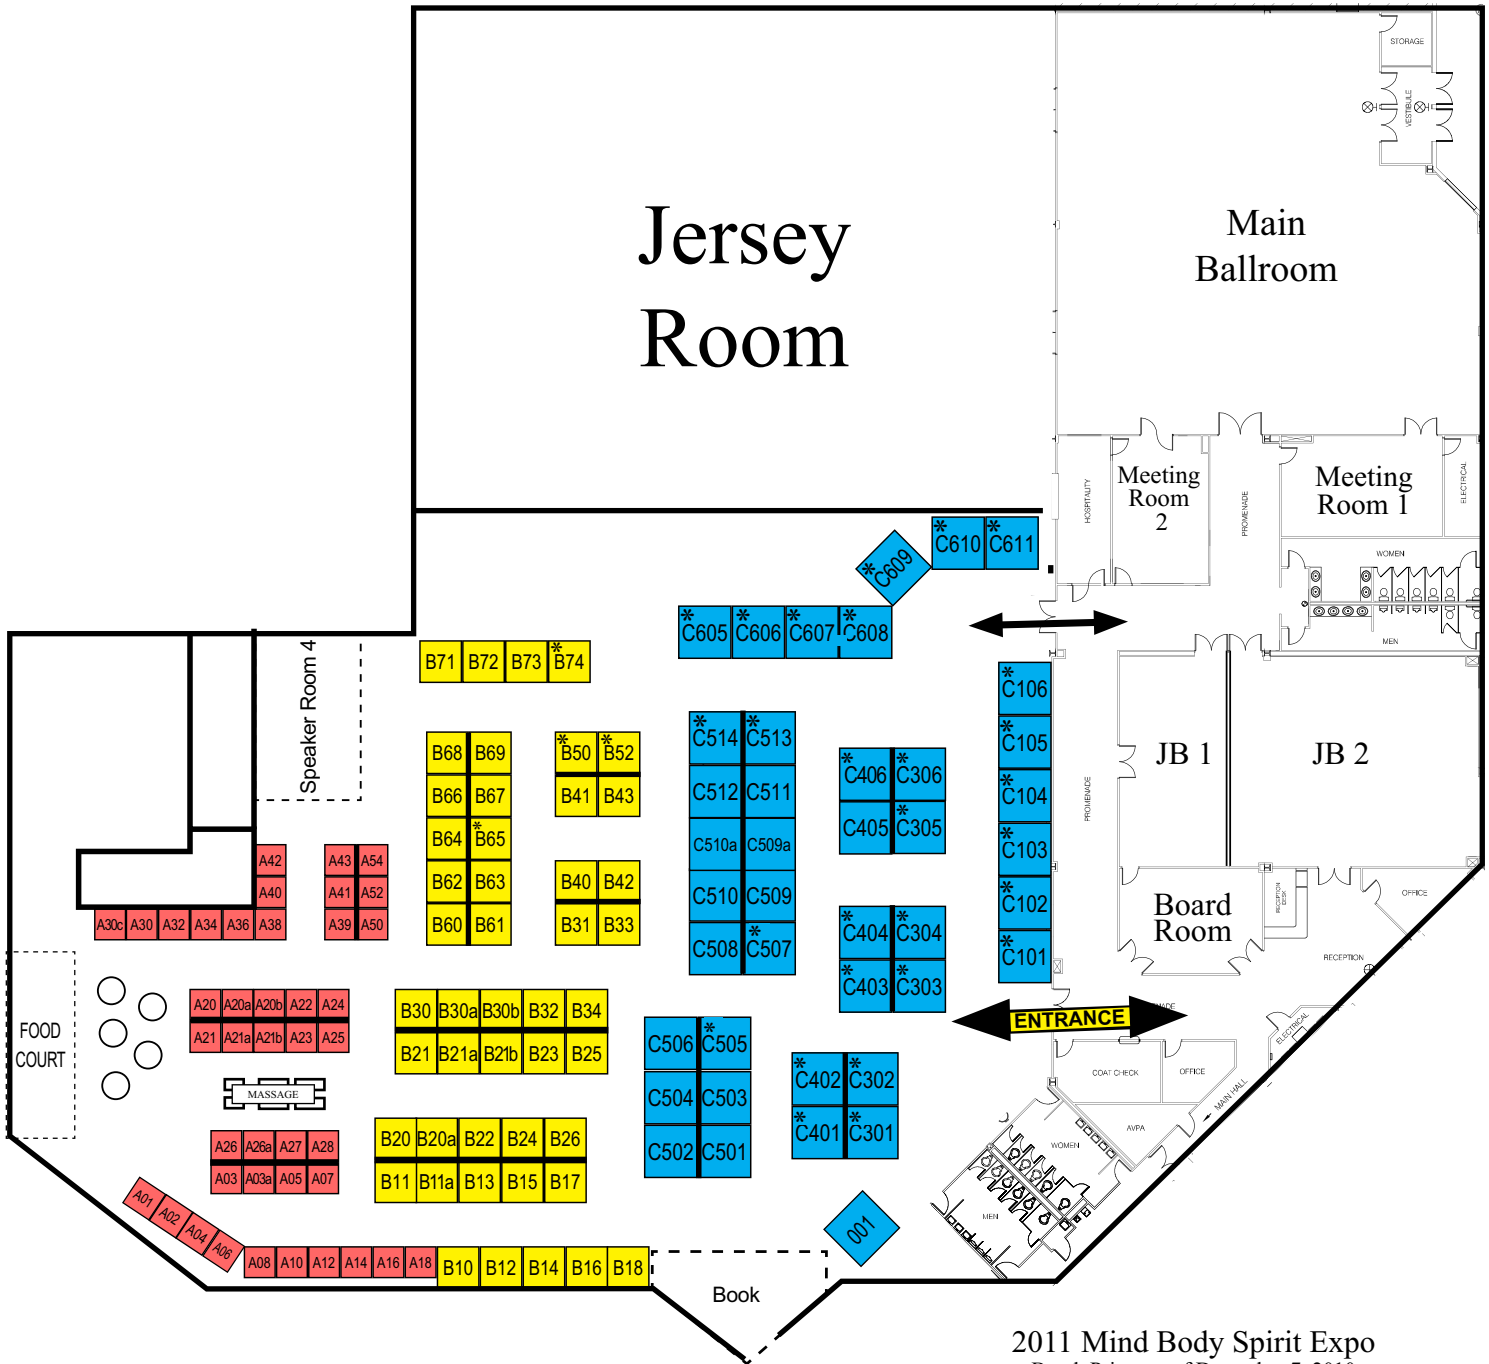 STORAGE
VESTIBULE
Jersey
Room
Main
Ballroom
HOSPITALITY
Meeting
Room
2
PROMENADE
Meeting
Room 1
ELECTRICAL
WOMEN
MEN
*C610 *C611
*C609
*C605 *C606 *C607 *C608
Speaker Room 4
B71 B72 B73 *B74
*C106
*C105
*C104
*C103
*C102
*C101
PROMENADE
JB 1
JB 2
B68 B69
B66 B67
B64 *B65
B62 B63
B60 B61
*B50 *B52
B41 B43
B40 B42
B31 B33
*C514 *C513
C512 C511
C510a C509a
C510 C509
C508 *C507
*C406 *C306
C405 *C305
*C404 *C304
*C403 *C303
A42
A40
A30c A30 A32 A34 A36 A38
A43 A54
A41 A52
A39 A50
Board
Room
RECEPTION
DESK
OFFICE
RECEPTION
FOOD
COURT
A20 A20a A20b A22 A24
A21 A21a A21b A23 A25
B30 B30a B30b B32 B34
B21 B21a B21b B23 B25
C506 *C505
C504 C503
C502 C501
*C402 *C302
*C401 *C301
ENTRANCE
NADE
ELECTRICAL
COAT CHECK
OFFICE
MAIN HALL
AVPA
WOMEN
MEN
MASSAGE
A26 A26a A27 A28
A03 A03a A05 A07
B20 B20a B22 B24 B26
B11 B11a B13 B15 B17
A01 A02 A04 A06
A08 A10 A12 A14 A16 A18 B10 B12 B14 B16 B18
001
Book
2011 Mind Body Spirit Expo